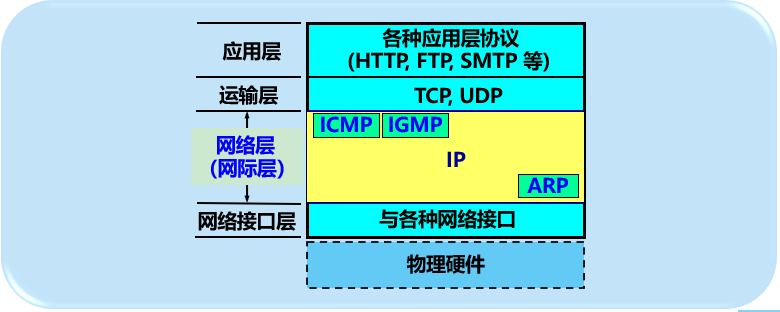 应用层
各种应用层协议
(HTTP, FTP, SMTP 等)
运输层
TCP, UDP
ICMP
IGMP
网络层
(网际层)
IP
ARP
网络接口层
与各种网络接口
物理硬件